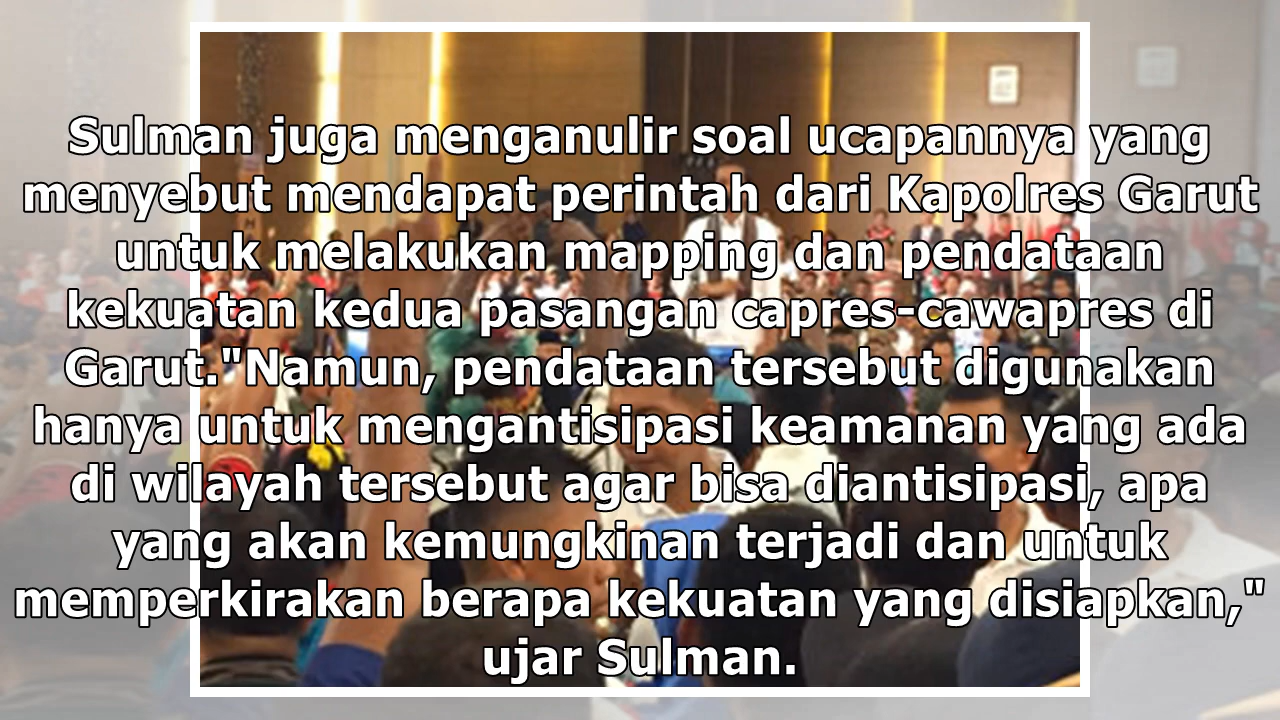 Sulman juga menganulir soal ucapannya yang
menyebut mendapat perintah dari Kapolres Garut
untuk melakukan mapping dan pendataan
kekuatan kedua pasangan capres-cawapres di
Garut."Namun, pendataan tersebut digunakan
hanya untuk mengantisipasi keamanan yang ada
di wilayah tersebut agar bisa diantisipasi, apa
yang akan kemungkinan terjadi dan untuk
memperkirakan berapa kekuatan yang disiapkan,"
ujar Sulman.